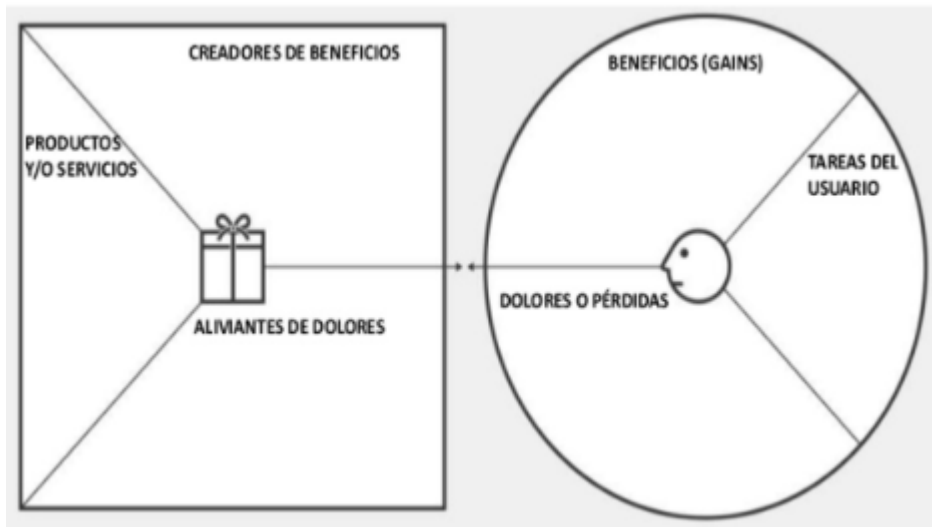 CREADORES DE BENEFICIOS
PRODUCTOS
Y/O SERVICIOS
ALIVIANTES DE DOLORES
BENEFICIOS (GAINS)
TAREAS DEL
USUARIO
DOLORES O PÉRDIDAS